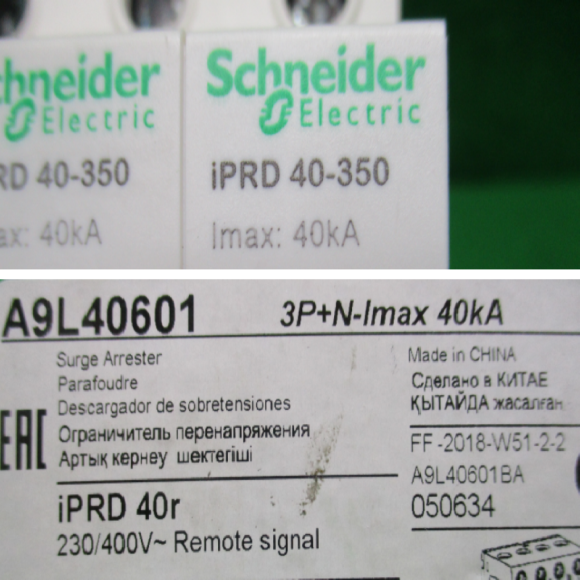 Schneider
Electric
iPRD 40-350
Imax: 40kA
Schneider
Electric
iPRD 40-350
Imax: 40kA
A9L40601
3P+N-Imax 40kA
Surge Arrester
Parafoudre
Descargador de sobretensiones
Ограничитель перенапряжения
Артық кернеу шектегіші
EAC
iPRD 40r
230/400V~ Remote signal
Made in CHINA
Сделано в КИТАЕ
ҚЫТАЙДА жасалған
FF-2018-W51-2-2
A9L40601BA
050634